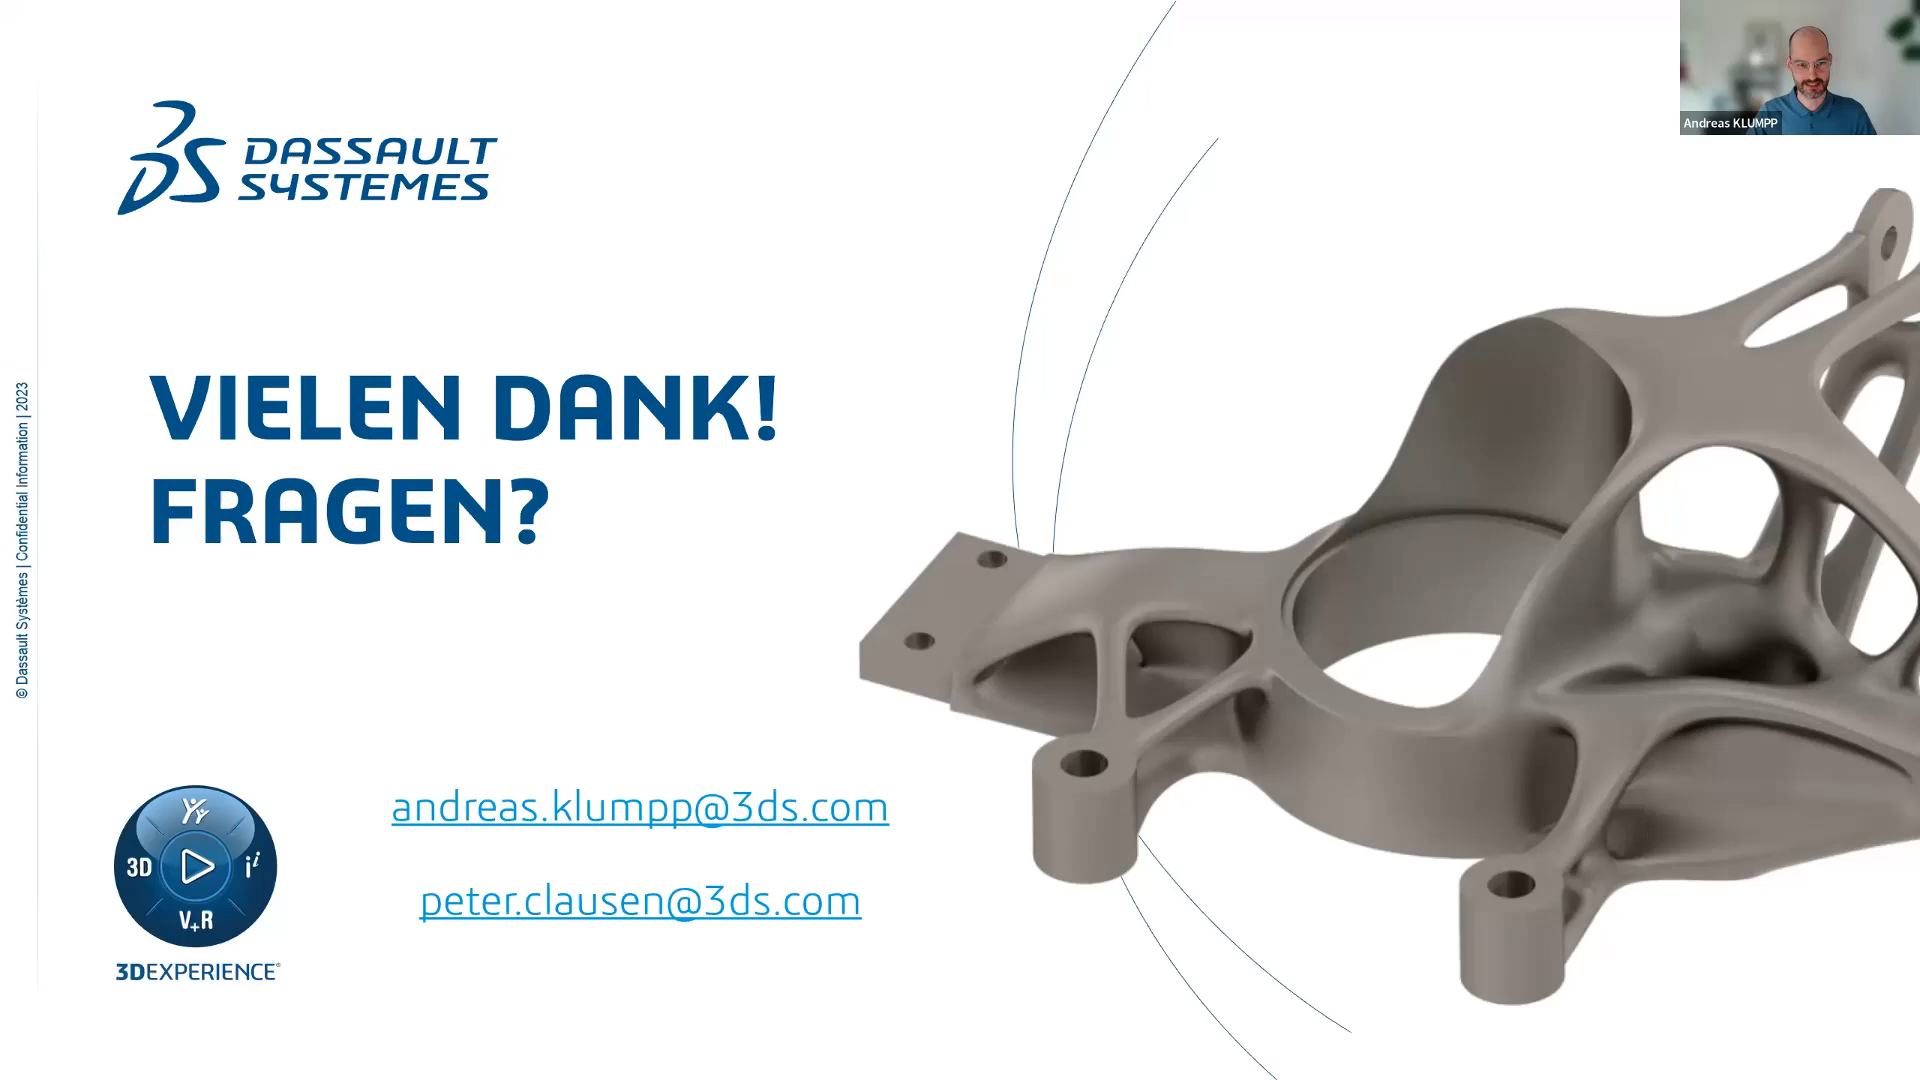 Andreas KLUMPP
DASSAULT
SYSTEMES
VIELEN DANK!
FRAGEN?
© Dassault Systèmes | Confidential Information | 2023
andreas.klumpp@3ds.com
peter.clausen@3ds.com
3D
i i
V+R
3DEXPERIENCE®